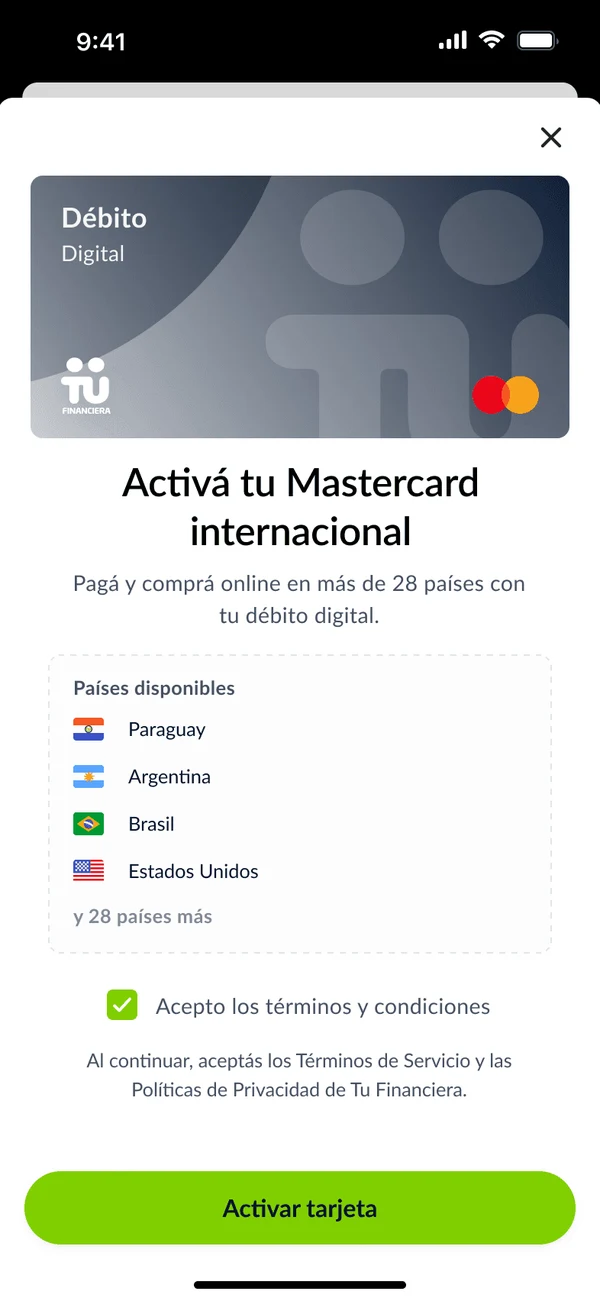 9:41
Débito
Digital
TU
FINANCIERA
Activá tu Mastercard
internacional
Pagá y comprá online en más de 28 países con
tu débito digital.
Países disponibles
Paraguay
Argentina
Brasil
Estados Unidos
y 28 países más
Acepto los términos y condiciones
Al continuar, aceptás los Términos de Servicio y las
Políticas de Privacidad de Tu Financiera.
Activar tarjeta